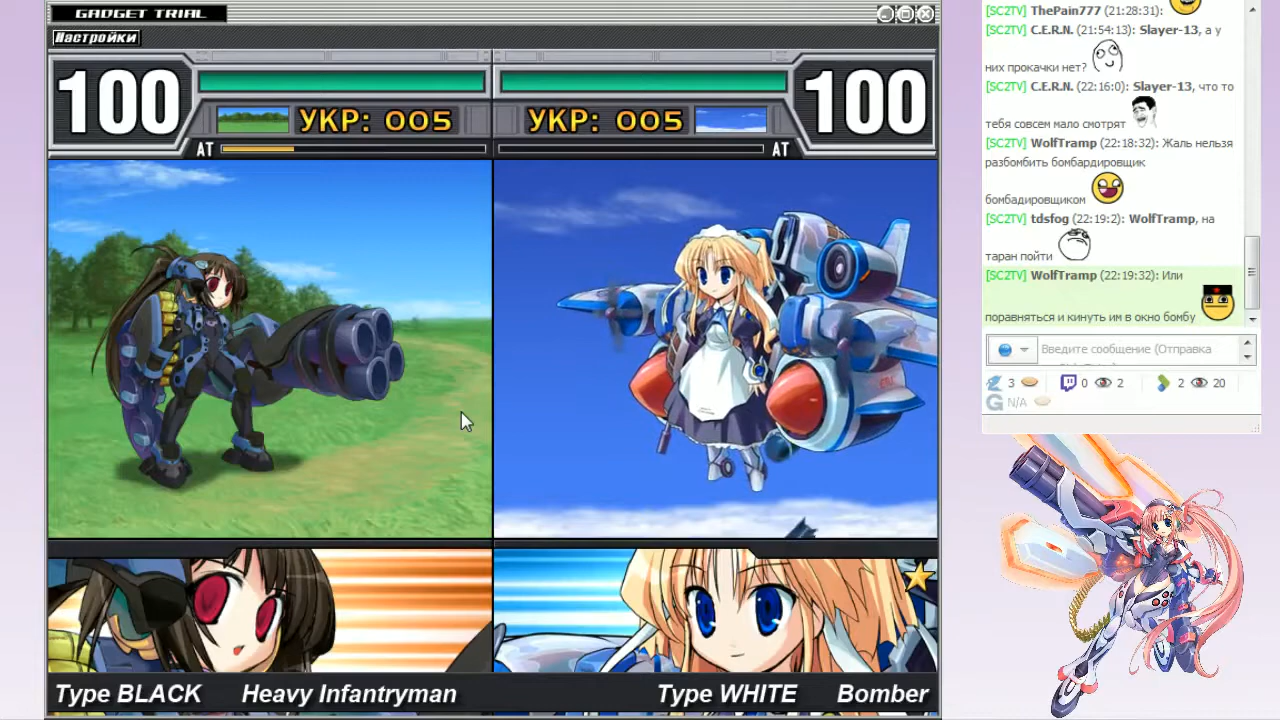 GADGET TRIAL
Настройки
100
УКР: 005
AT
УКР: 005
100
AT
Type BLACK Heavy Infantryman
Type WHITE Bomber
[SC2TV] ThePain777 (21:28:31):
[SC2TV] C.E.R.N. (21:54:13): Slayer-13, а у
них прокачки нет?
[SC2TV] C.E.R.N. (22:16:0): Slayer-13, что то
тебя совсем мало смотрят
[SC2TV] WolfTramp (22:18:32): Жаль нельзя
разбомбить бомбардировщик
бомбадировщиком
[SC2TV] tdsfog (22:19:2): WolfTramp, на
таран пойти
[SC2TV] WolfTramp (22:19:32): Или
поравняться и кинуть им в окно бомбу
Введите сообщение (Отправка
3 0 2 2 20
N/A